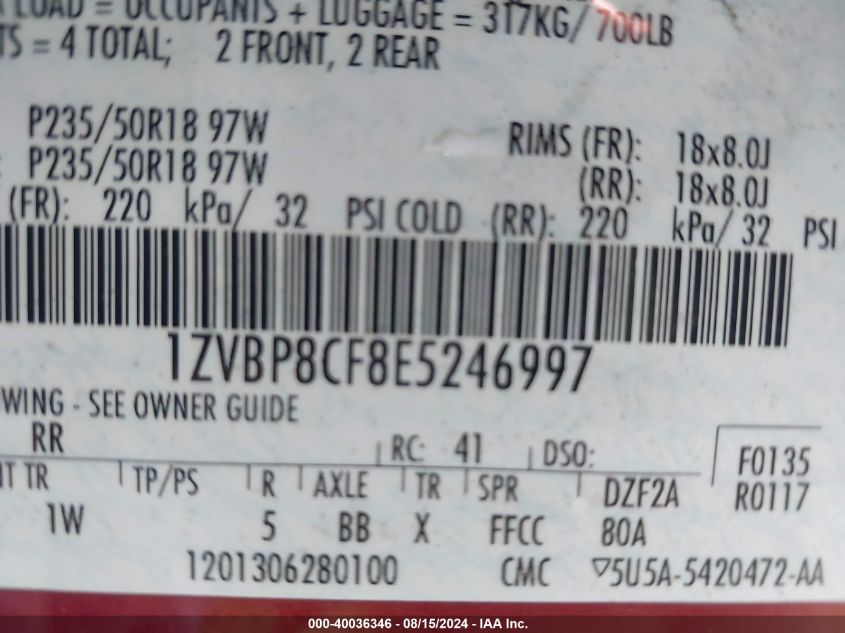 LOAD = OCCUPANTS + LUGGAGE = 317KG/ 700LB
TS = 4 TOTAL; 2 FRONT, 2 REAR
P235/50R18 97W RIMS (FR): 18x8.0J
P235/50R18 97W (RR): 18x8.0J
(FR): 220 kPa/ 32 PSI COLD (RR): 220 kPa/ 32 PSI
1ZVBP8CF8E5246997
WING - SEE OWNER GUIDE
RR RC: 41 DSO: F0135
NT TR TP/PS R AXLE TR SPR DZF2A R0117
1W 5 BB X FFCC 80A
1201306280100 CMC ▽5U5A-5420472-AA
000-40036346 - 08/15/2024 - IAA Inc.